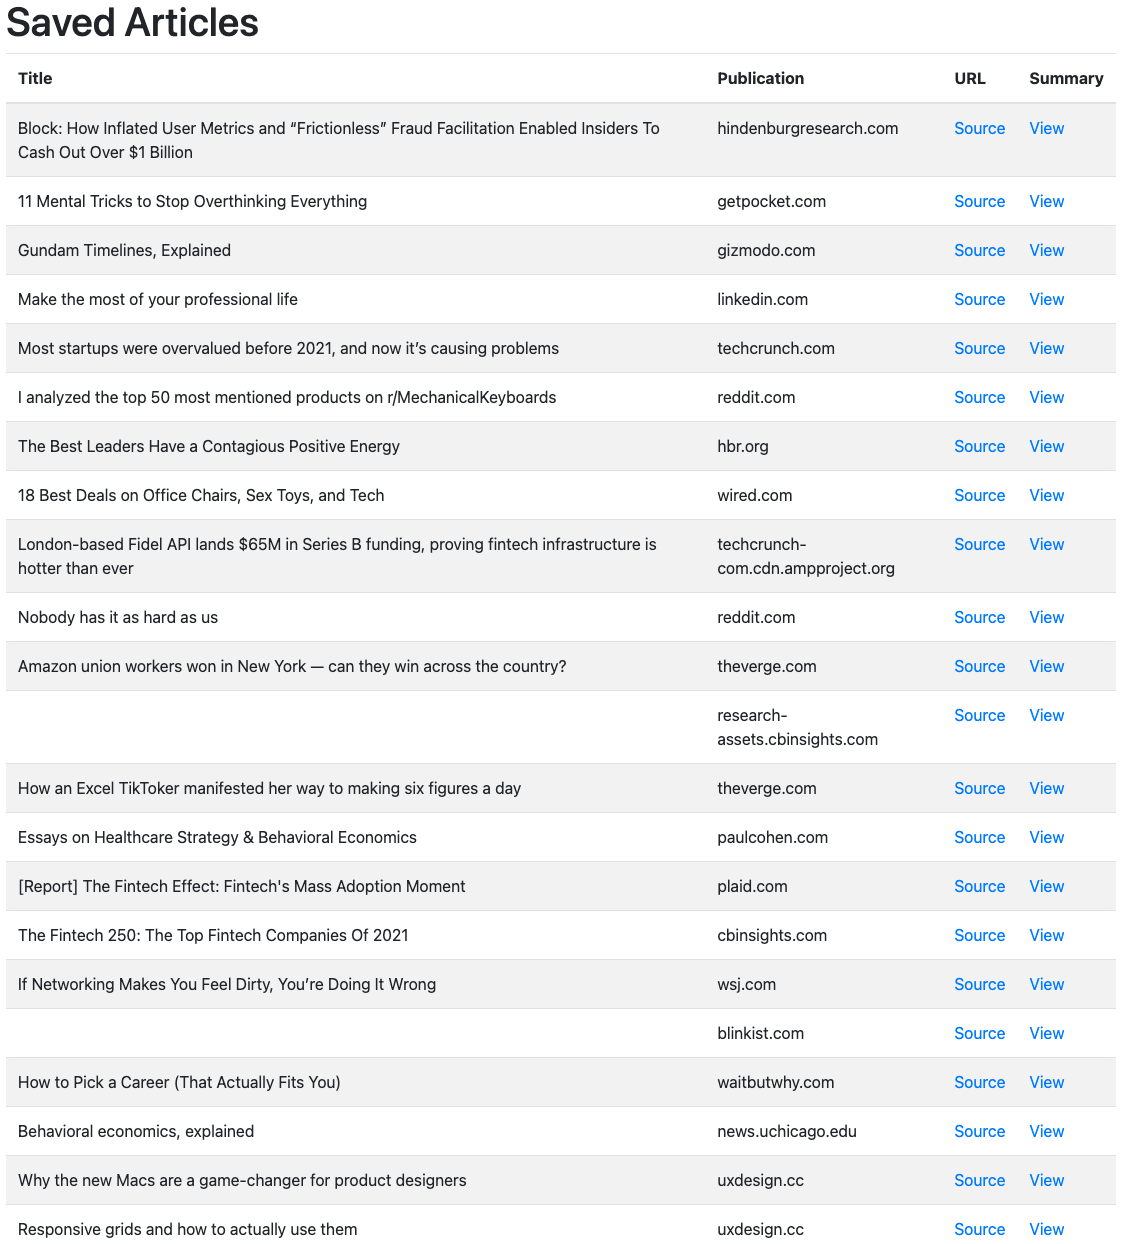 Saved Articles
Title Publication URL Summary
Block: How Inflated User Metrics and “Frictionless” Fraud Facilitation Enabled Insiders To hindenburgresearch.com Source View
Cash Out Over $1 Billion
11 Mental Tricks to Stop Overthinking Everything getpocket.com Source View
Gundam Timelines, Explained gizmodo.com Source View
Make the most of your professional life linkedin.com Source View
Most startups were overvalued before 2021, and now it’s causing problems techcrunch.com Source View
I analyzed the top 50 most mentioned products on r/MechanicalKeyboards reddit.com Source View
The Best Leaders Have a Contagious Positive Energy hbr.org Source View
18 Best Deals on Office Chairs, Sex Toys, and Tech wired.com Source View
London-based Fidel API lands $65M in Series B funding, proving fintech infrastructure is techcrunch- Source View
hotter than ever com.cdn.ampproject.org
Nobody has it as hard as us reddit.com Source View
Amazon union workers won in New York — can they win across the country? theverge.com Source View
research- Source View
assets.cbinsights.com
How an Excel TikToker manifested her way to making six figures a day theverge.com Source View
Essays on Healthcare Strategy & Behavioral Economics paulcohen.com Source View
[Report] The Fintech Effect: Fintech's Mass Adoption Moment plaid.com Source View
The Fintech 250: The Top Fintech Companies Of 2021 cbinsights.com Source View
If Networking Makes You Feel Dirty, You’re Doing It Wrong wsj.com Source View
blinkist.com Source View
How to Pick a Career (That Actually Fits You) waitbutwhy.com Source View
Behavioral economics, explained news.uchicago.edu Source View
Why the new Macs are a game-changer for product designers uxdesign.cc Source View
Responsive grids and how to actually use them uxdesign.cc Source View